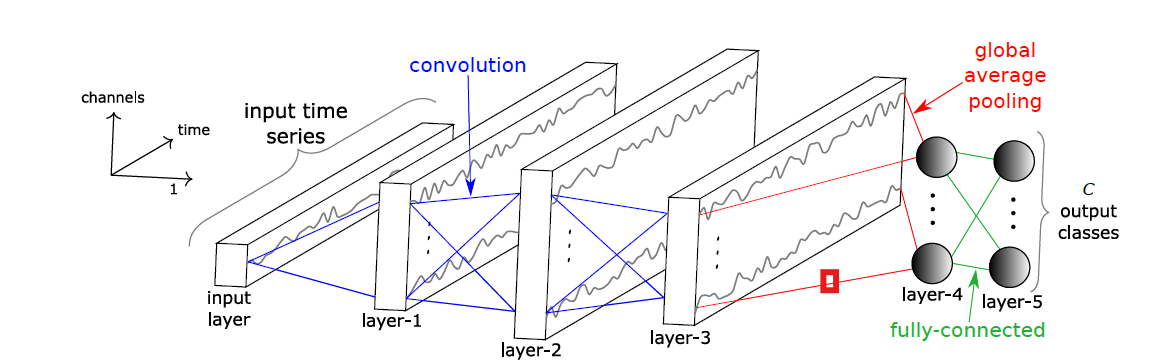 global
average
pooling
convolution
channels
input time
series
time
1
C
output
classes
input
layer
layer-1
layer-2
layer-3
layer-4
layer-5
fully-connected